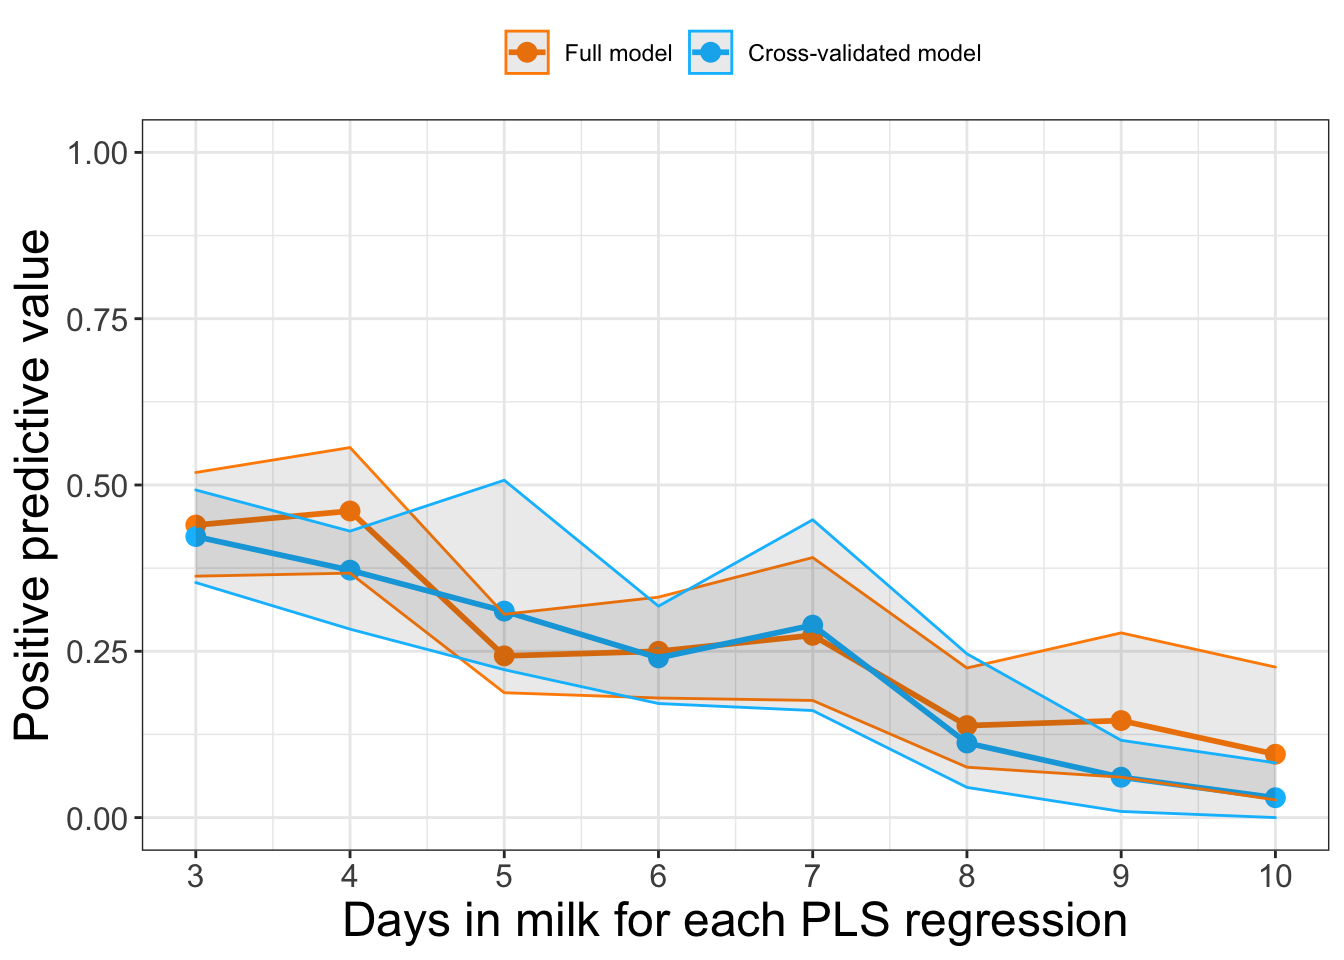 Full model
Cross-validated model
Positive predictive value
1.00
0.75
0.50
0.25
0.00
3 4 5 6 7 8 9 10
Days in milk for each PLS regression